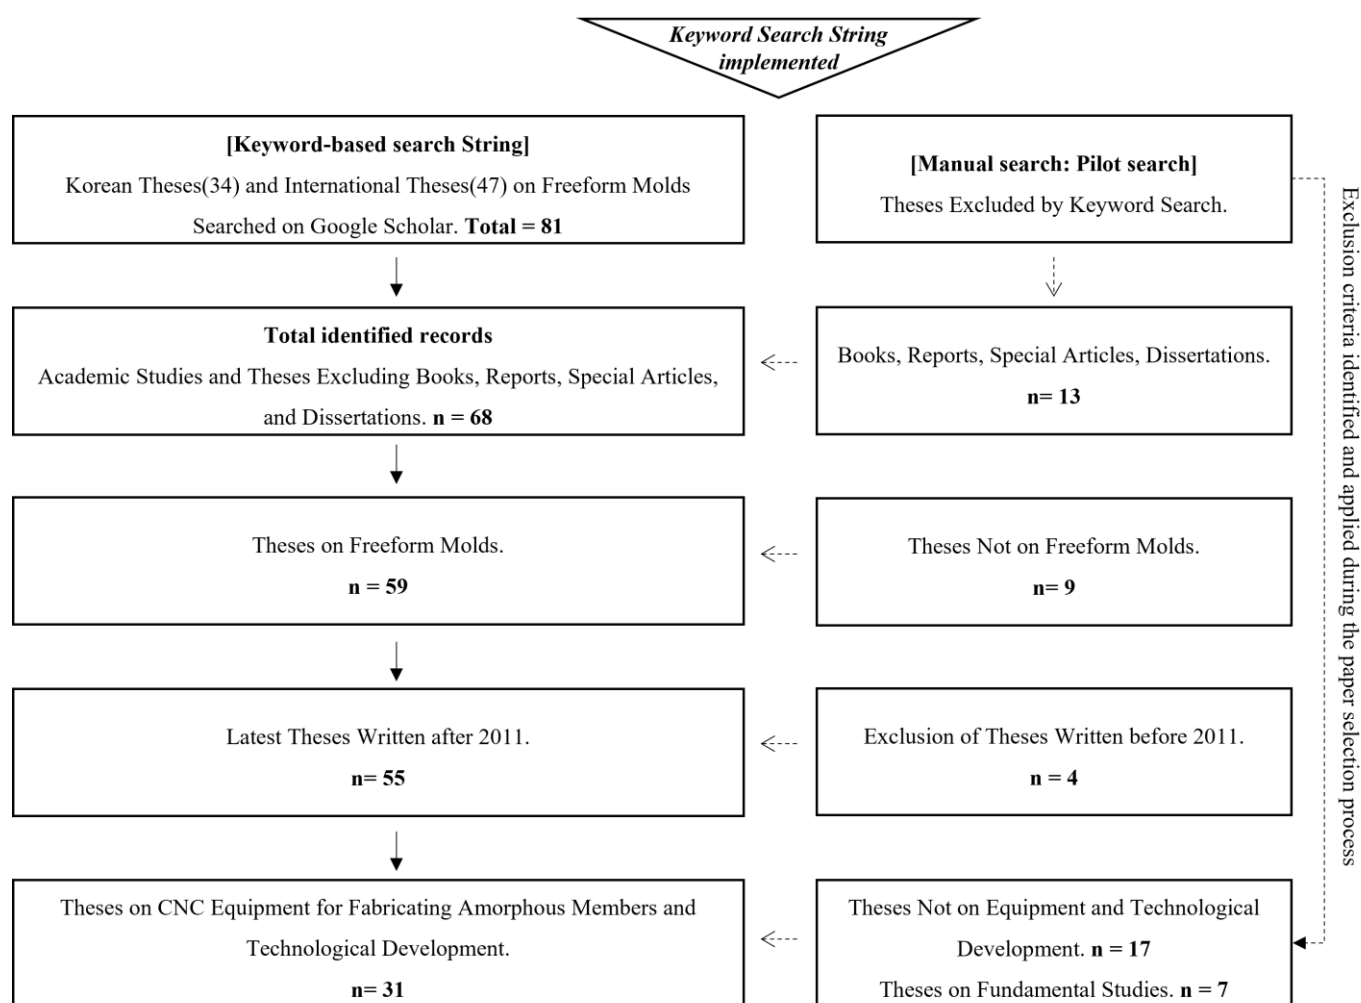 Keyword Search String
implemented
[Keyword-based search String]
Korean Theses(34) and International Theses(47) on Freeform Molds
Searched on Google Scholar. Total = 81
[Manual search: Pilot search]
Theses Excluded by Keyword Search.
Total identified records
Academic Studies and Theses Excluding Books, Reports, Special Articles,
and Dissertations. n = 68
Books, Reports, Special Articles, Dissertations.
n= 13
Theses on Freeform Molds.
n = 59
Theses Not on Freeform Molds.
n= 9
Latest Theses Written after 2011.
n= 55
Exclusion of Theses Written before 2011.
n = 4
Theses on CNC Equipment for Fabricating Amorphous Members and
Technological Development.
n= 31
Theses Not on Equipment and Technological
Development. n = 17
Theses on Fundamental Studies. n = 7
Exclusion criteria identified and applied during the paper selection process